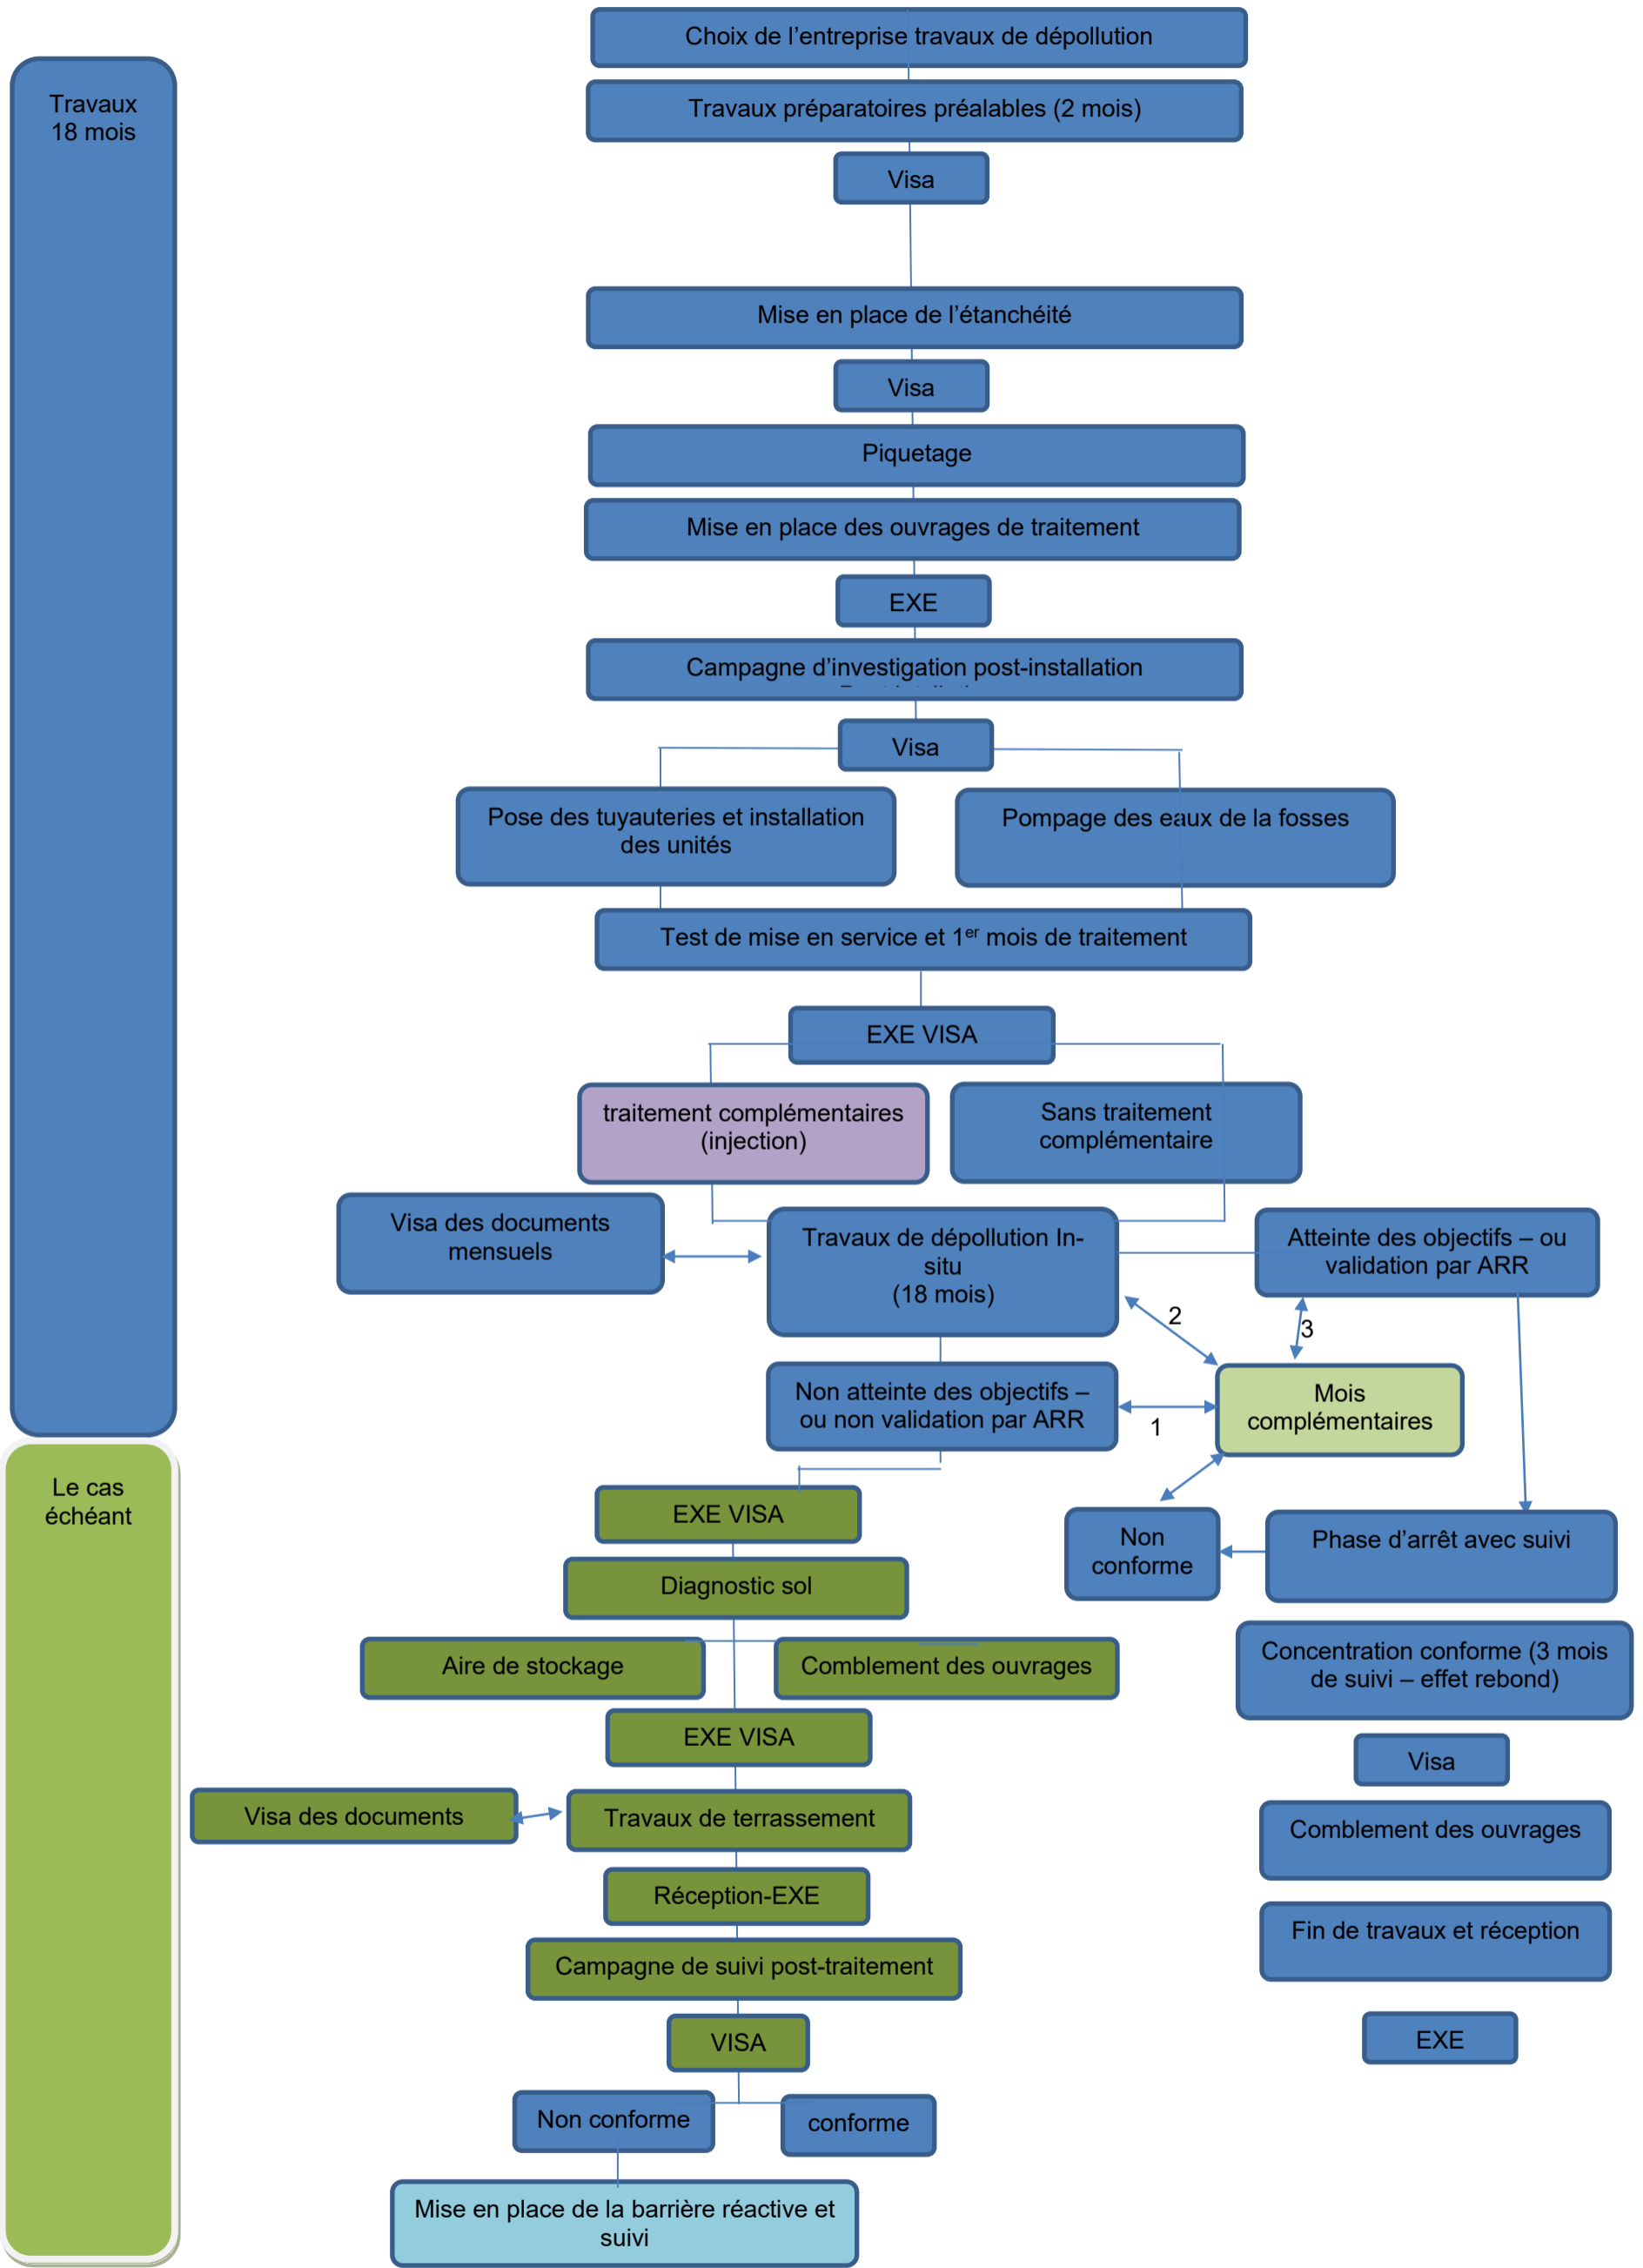 Choix de l’entreprise travaux de dépollution
Travaux
18 mois
Travaux préparatoires préalables (2 mois)
Visa
Mise en place de l’étanchéité
Visa
Piquetage
Mise en place des ouvrages de traitement
EXE
Campagne d’investigation post-installation
Visa
Pose des tuyauteries et installation
des unités
Pompage des eaux de la fosses
Test de mise en service et 1er mois de traitement
EXE VISA
traitement complémentaires
(injection)
Sans traitement
complémentaire
Visa des documents
mensuels
Travaux de dépollution In-
situ
(18 mois)
Atteinte des objectifs – ou
validation par ARR
2
3
Non atteinte des objectifs –
ou non validation par ARR
1
Mois
complémentaires
Le cas
échéant
EXE VISA
Non
conforme
Phase d’arrêt avec suivi
Diagnostic sol
Aire de stockage
Comblement des ouvrages
Concentration conforme (3 mois
de suivi – effet rebond)
EXE VISA
Visa
Visa des documents
Travaux de terrassement
Comblement des ouvrages
Réception-EXE
Fin de travaux et réception
Campagne de suivi post-traitement
VISA
EXE
Non conforme
conforme
Mise en place de la barrière réactive et
suivi